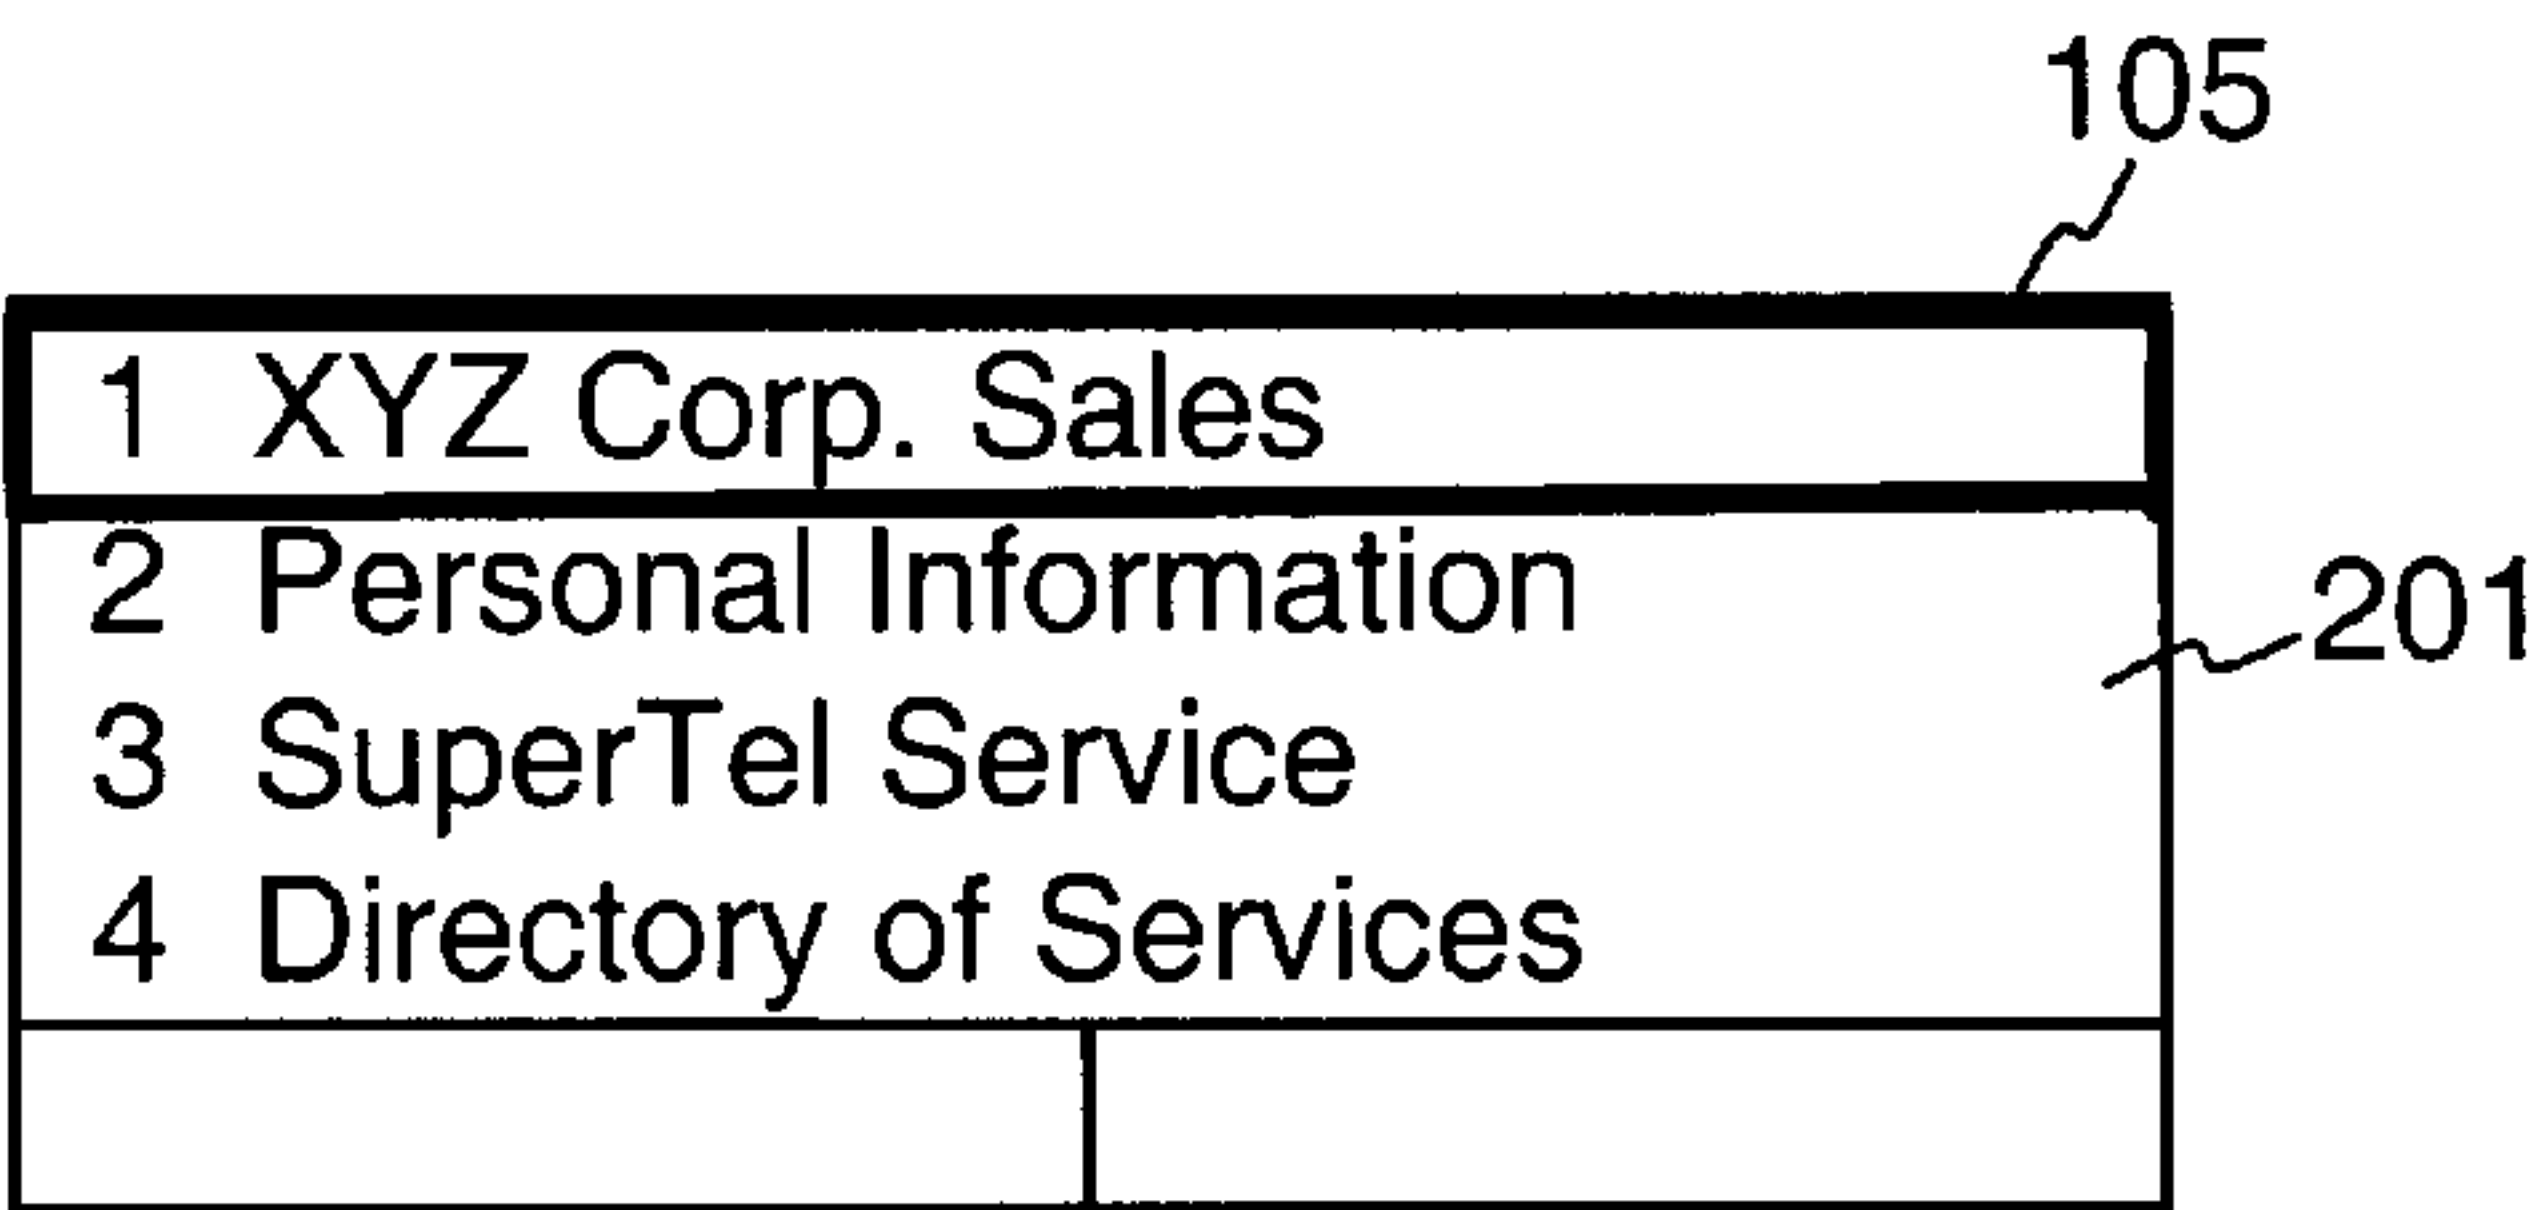 105
1 XYZ Corp. Sales
2 Personal Information
201
3 SuperTel Service
4 Directory of Services